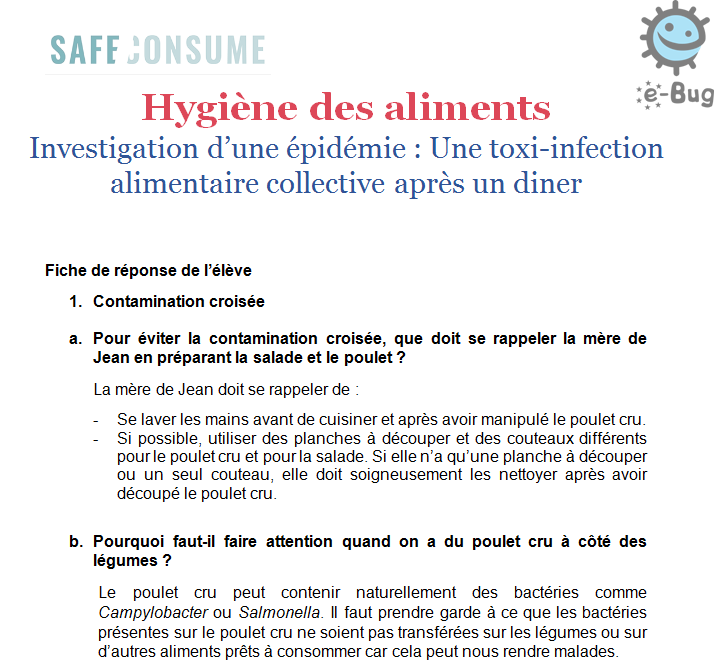 SAFE CONSUME
e-Bug
Hygiène des aliments
Investigation d’une épidémie : Une toxi-infection
alimentaire collective après un diner
Fiche de réponse de l’élève
1. Contamination croisée
a. Pour éviter la contamination croisée, que doit se rappeler la mère de
Jean en préparant la salade et le poulet ?
La mère de Jean doit se rappeler de :
- Se laver les mains avant de cuisiner et après avoir manipulé le poulet cru.
- Si possible, utiliser des planches à découper et des couteaux différents
pour le poulet cru et pour la salade. Si elle n’a qu’une planche à découper
ou un seul couteau, elle doit soigneusement les nettoyer après avoir
découpé le poulet cru.
b. Pourquoi faut-il faire attention quand on a du poulet cru à côté des
légumes ?
Le poulet cru peut contenir naturellement des bactéries comme
Campylobacter ou Salmonella. Il faut prendre garde à ce que les bactéries
présentes sur le poulet cru ne soient pas transférées sur les légumes ou sur
d’autres aliments prêts à consommer car cela peut nous rendre malades.